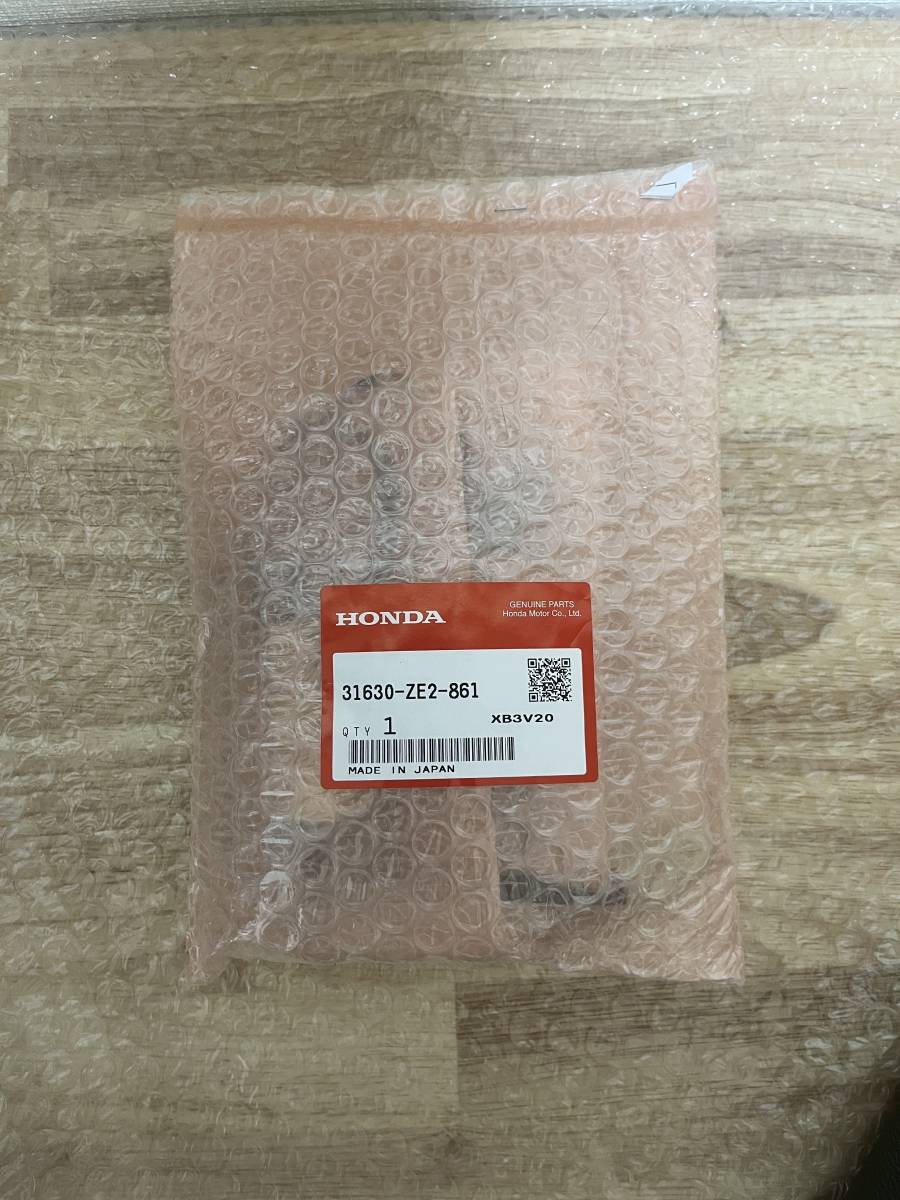 HONDA
GENUINE PARTS
Honda Motor Co., Ltd.
31630-ZE2-861
XB3V20
QTY 1
MADE IN JAPAN